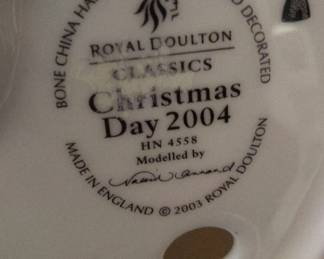 BONE CHINA HA
D DECORATED
ROYAL DOULTON
CLASSICS
Christmas
Day 2004
HN 4558
Modelled by
MADE IN ENGLAND © 2003 ROYAL DOULTON